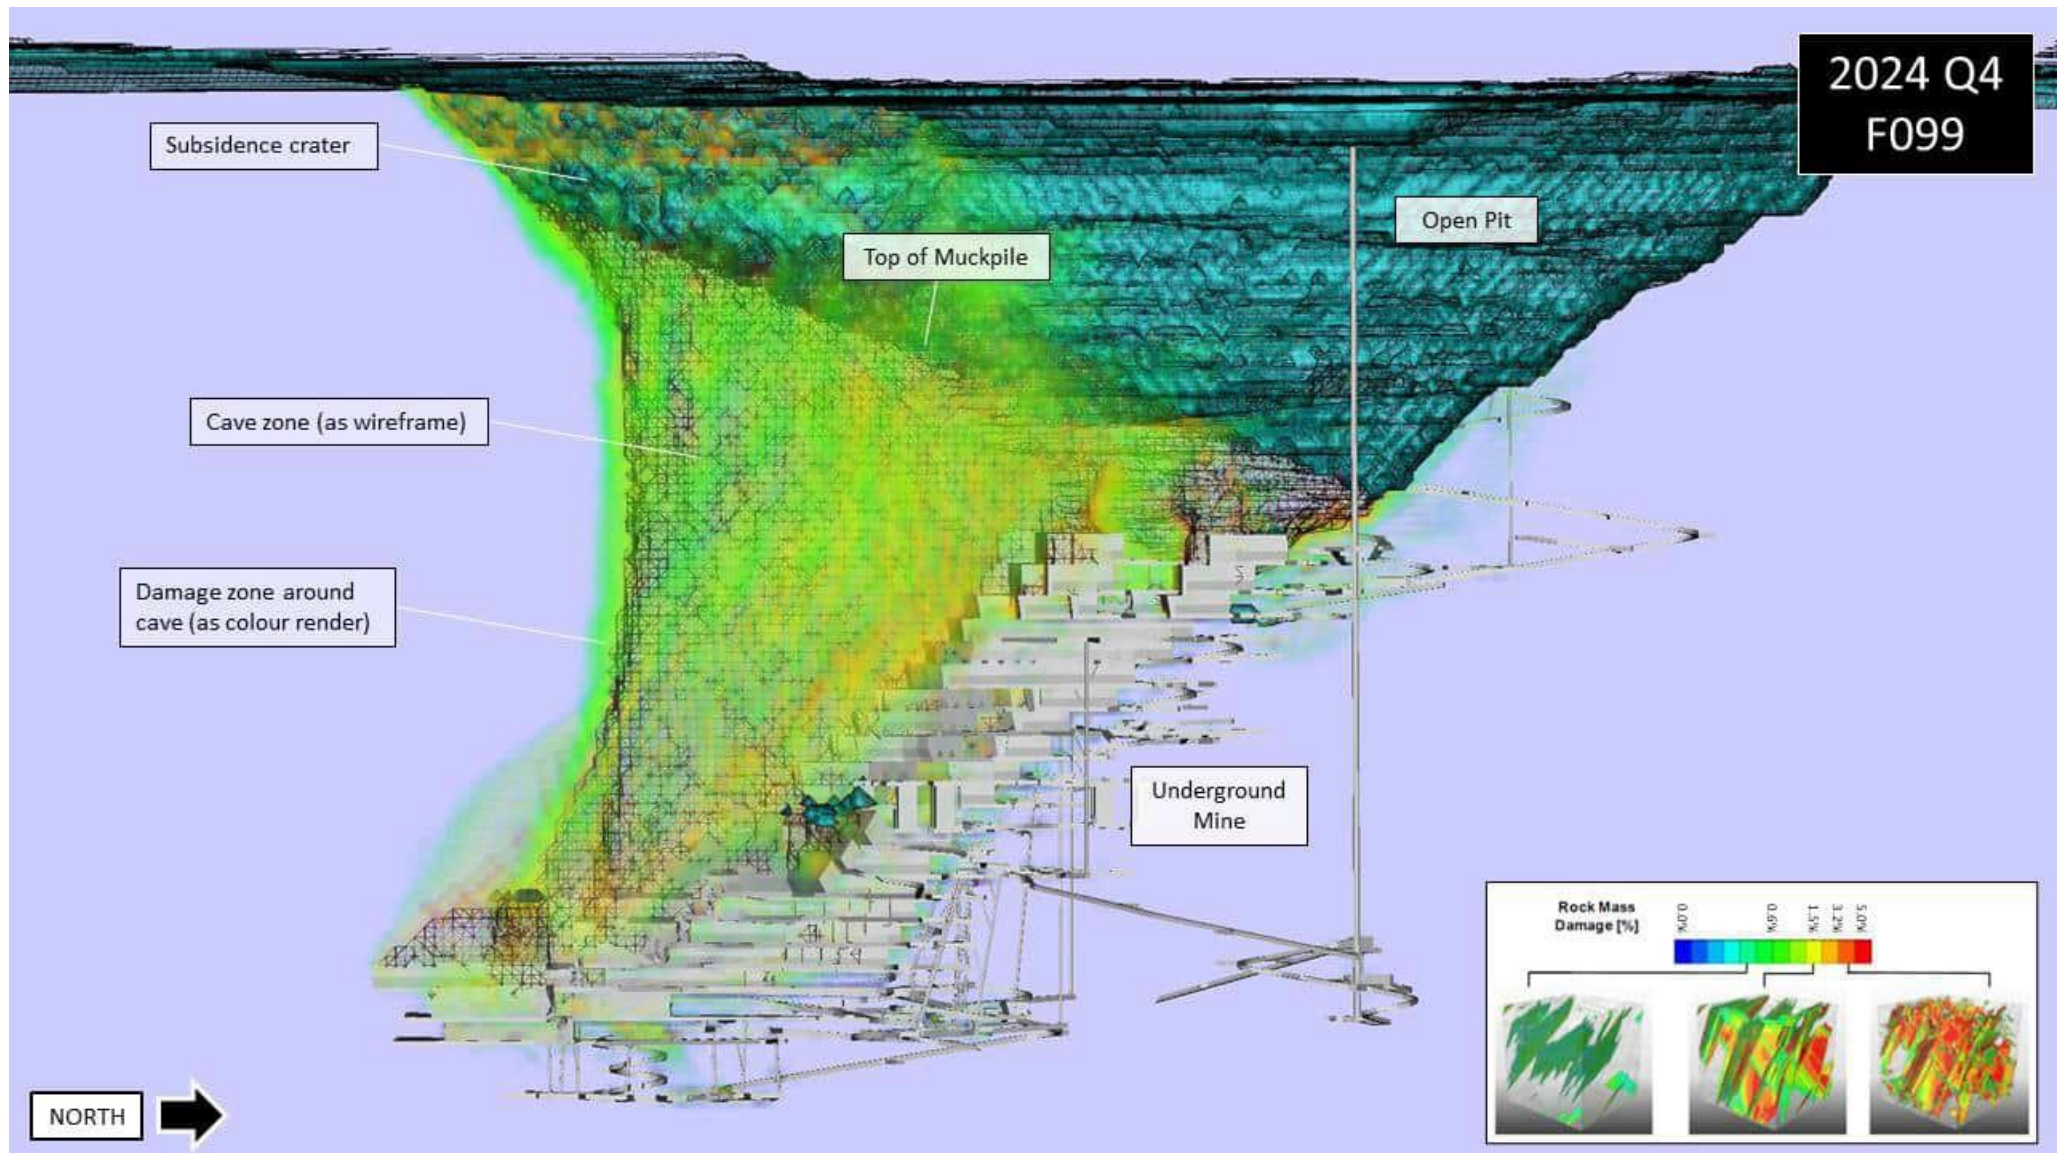 2024 Q4
F099
Subsidence crater
Open Pit
Top of Muckpile
Cave zone (as wireframe)
Damage zone around
cave (as colour render)
Underground
Mine
Rock Mass
Damage [%]
0.0%
0.6%
1.5%
3.2%
5.0%
NORTH